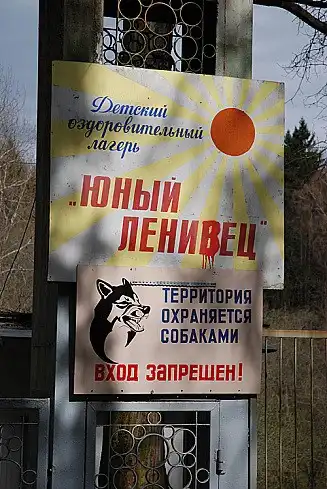 Детский
оздоровительный
лагерь
"ЮНЫЙ
ЛЕНИВЕЦ"
ТЕРРИТОРИЯ
ОХРАНЯЕТСЯ
СОБАКАМИ
ВХОД ЗАПРЕЩЕН!